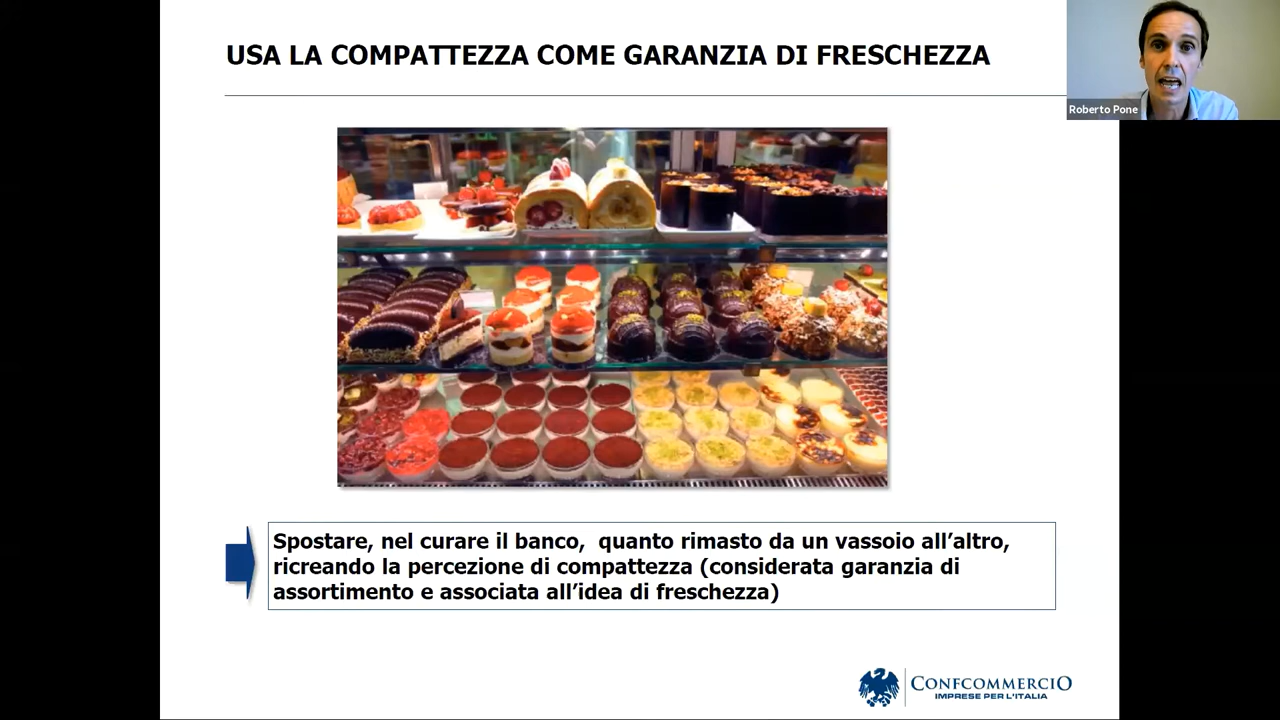 USA LA COMPATTEZZA COME GARANZIA DI FRESCHEZZA
Roberto Pone
Spostare, nel curare il banco, quanto rimasto da un vassoio all’altro,
ricreando la percezione di compattezza (considerata garanzia di
assortimento e associata all’idea di freschezza)
CONFCOMMERCIO
IMPRESE PER L’ITALIA